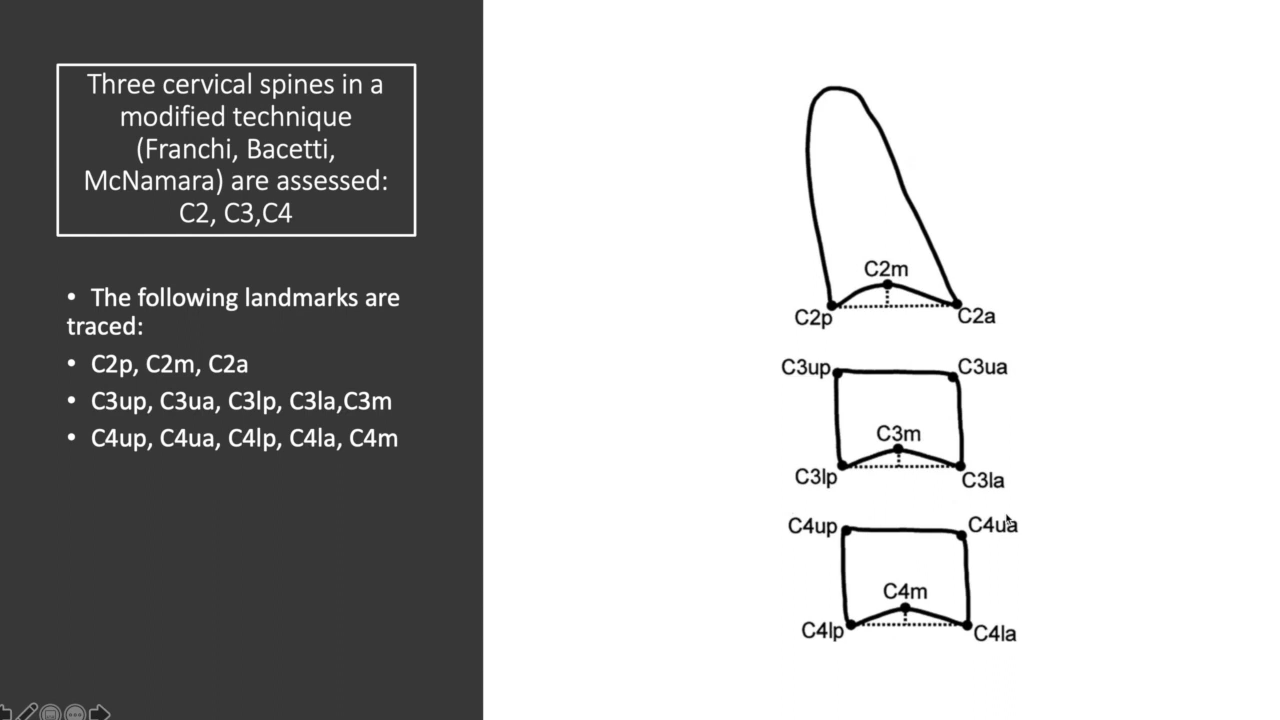 Three cervical spines in a
modified technique
(Franchi, Bacetti,
McNamara) are assessed:
C2, C3,C4
• The following landmarks are
traced:
• C2p, C2m, C2a
• C3up, C3ua, C3lp, C3la,C3m
• C4up, C4ua, C4lp, C4la, C4m
C2m
C2p
C2a
C3up
C3ua
C3m
C3lp
C3la
C4up
C4ua
C4m
C4lp
C4la